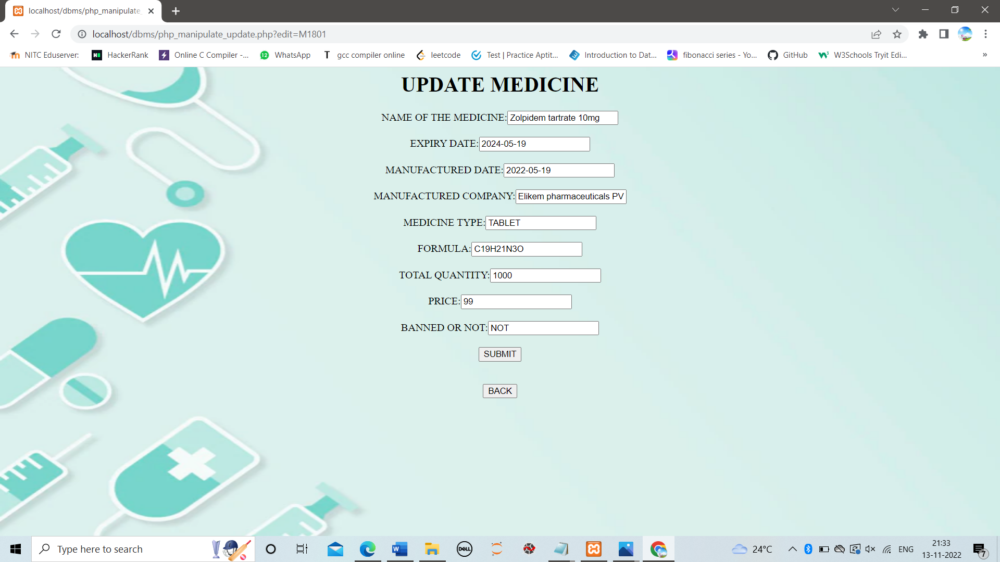 localhost/dbms/php_manipulate_
localhost/dbms/php_manipulate_update.php?edit=M1801
NITC Eduserver: HackerRank Online C Compiler -... WhatsApp T gcc compiler online leetcode Test | Practice Aptit... Introduction to Dat... fibonacci series - Yo... GitHub W3Schools Tryit Edi... »
UPDATE MEDICINE
NAME OF THE MEDICINE: Zolpidem tartrate 10mg
EXPIRY DATE: 2024-05-19
MANUFACTURED DATE: 2022-05-19
MANUFACTURED COMPANY: Elikem pharmaceuticals PV
MEDICINE TYPE: TABLET
FORMULA: C19H21N3O
TOTAL QUANTITY: 1000
PRICE: 99
BANNED OR NOT: NOT
SUBMIT
BACK
Type here to search
DELL
24°C
ENG
21:33
13-11-2022
7